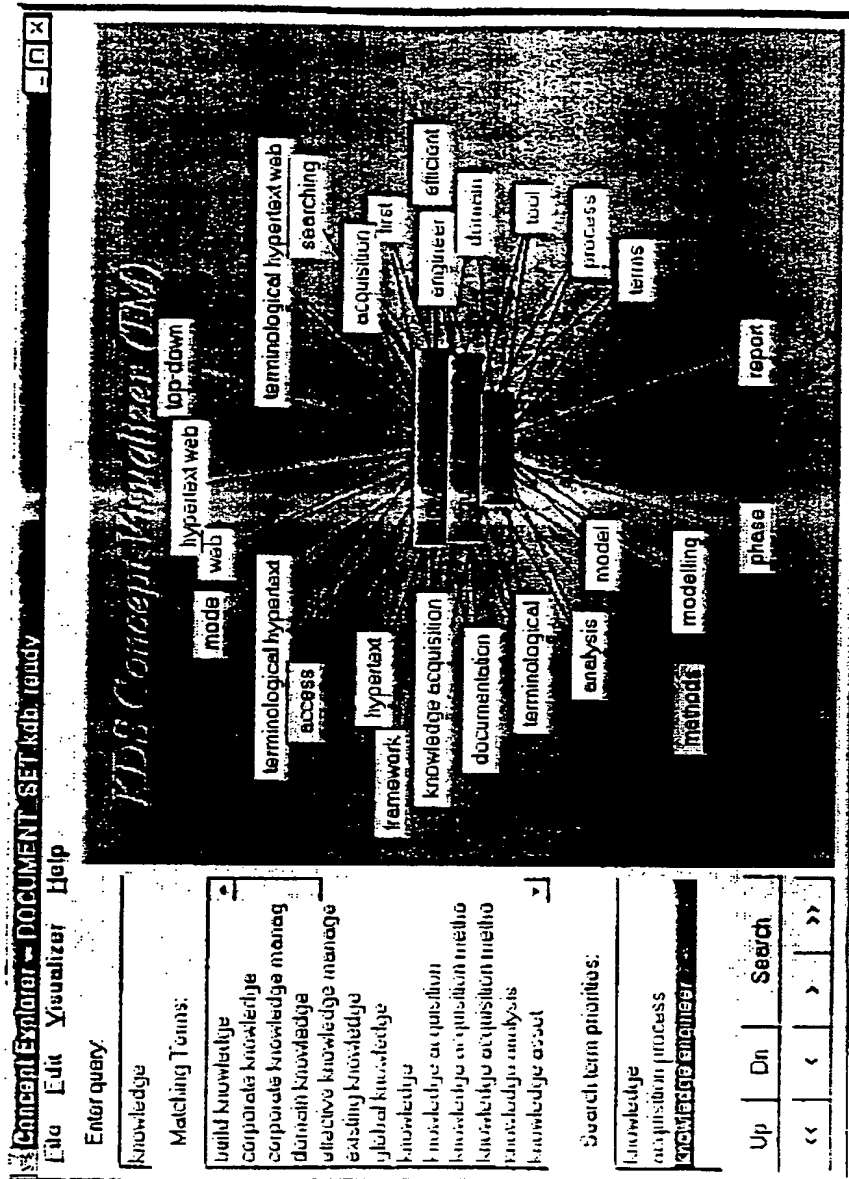 Concept Explorer - DOCUMENT_SET.kdb ready
File Edit Visualizer Help
Enter query:
knowledge
Matching Terms:
build knowledge
corporate knowledge
corporate knowledge manag
domain knowledge
effective knowledge manage
existing knowledge
global knowledge
knowledge
knowledge acquisition
knowledge acquisition metho
knowledge acquisition metho
knowledge analysis
knowledge asset
Search term priorities:
knowledge
acquisition process
knowledge engineer
Up Dn Search
<< < > >>
KDS Concept Visualizer (TM)
top-down
hypertext web
web
mode
terminological hypertext web
searching
terminological hypertext
access
acquisition
first
hypertext
framework
efficient
engineer
knowledge acquisition
domain
documentation
tool
terminological
process
model
analysis
terms
modelling
methods
report
phase